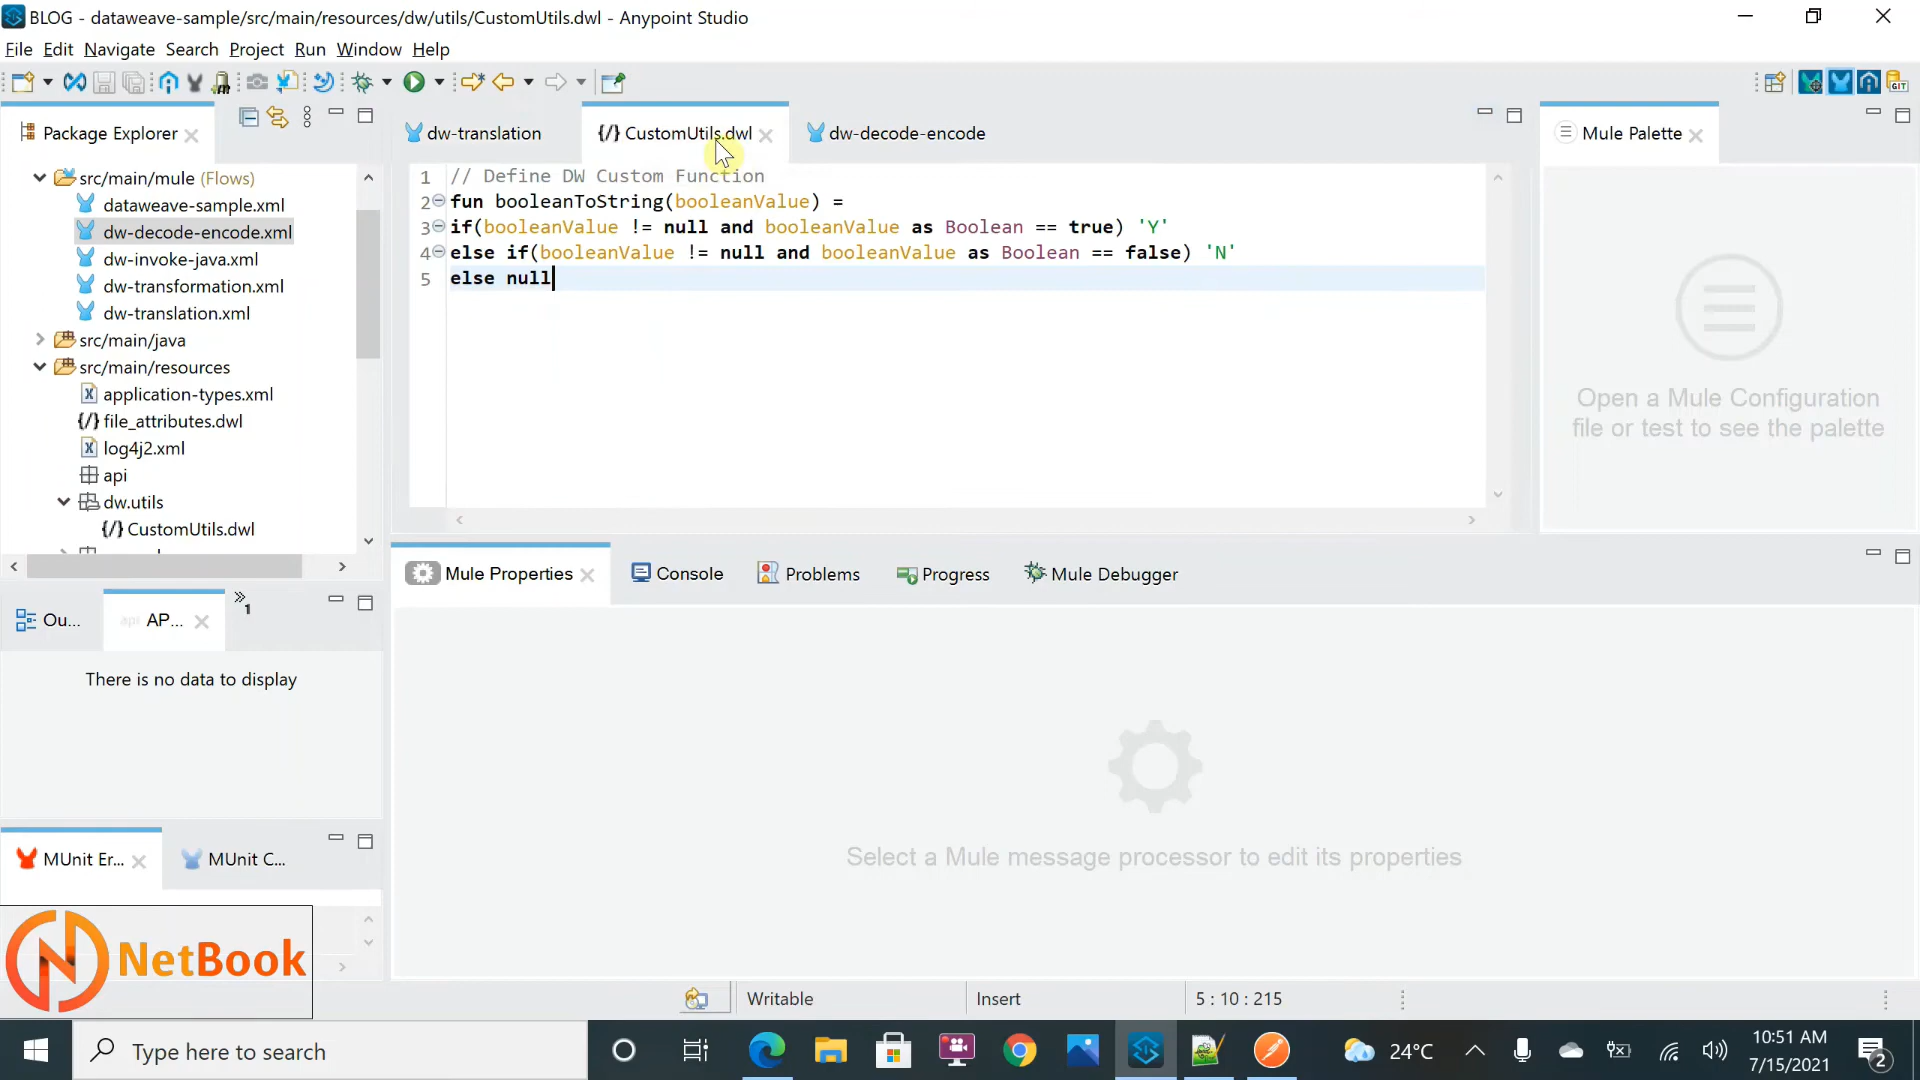 BLOG - dataweave-sample/src/main/resources/dw/utils/CustomUtils.dwl - Anypoint Studio
File Edit Navigate Search Project Run Window Help
GIT
Package Explorer
src/main/mule (Flows)
dataweave-sample.xml
dw-decode-encode.xml
dw-invoke-java.xml
dw-transformation.xml
dw-translation.xml
src/main/java
src/main/resources
application-types.xml
{/} file_attributes.dwl
log4j2.xml
api
dw.utils
{/} CustomUtils.dwl
dw-translation
{/} CustomUtils.dwl
dw-decode-encode
1 // Define DW Custom Function
2 fun booleanToString(booleanValue) =
3 if(booleanValue != null and booleanValue as Boolean == true) 'Y'
4 else if(booleanValue != null and booleanValue as Boolean == false) 'N'
5 else null
Mule Palette
Open a Mule Configuration
file or test to see the palette
Ou...
api AP...
1
There is no data to display
MUnit Er...
MUnit C...
NetBook
Mule Properties
Console
Problems
Progress
Mule Debugger
Select a Mule message processor to edit its properties
Writable
Insert
5 : 10 : 215
Type here to search
24°C
10:51 AM
7/15/2021
2